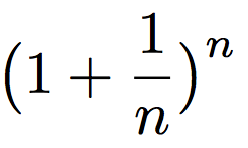 (1 + 1/n)^n